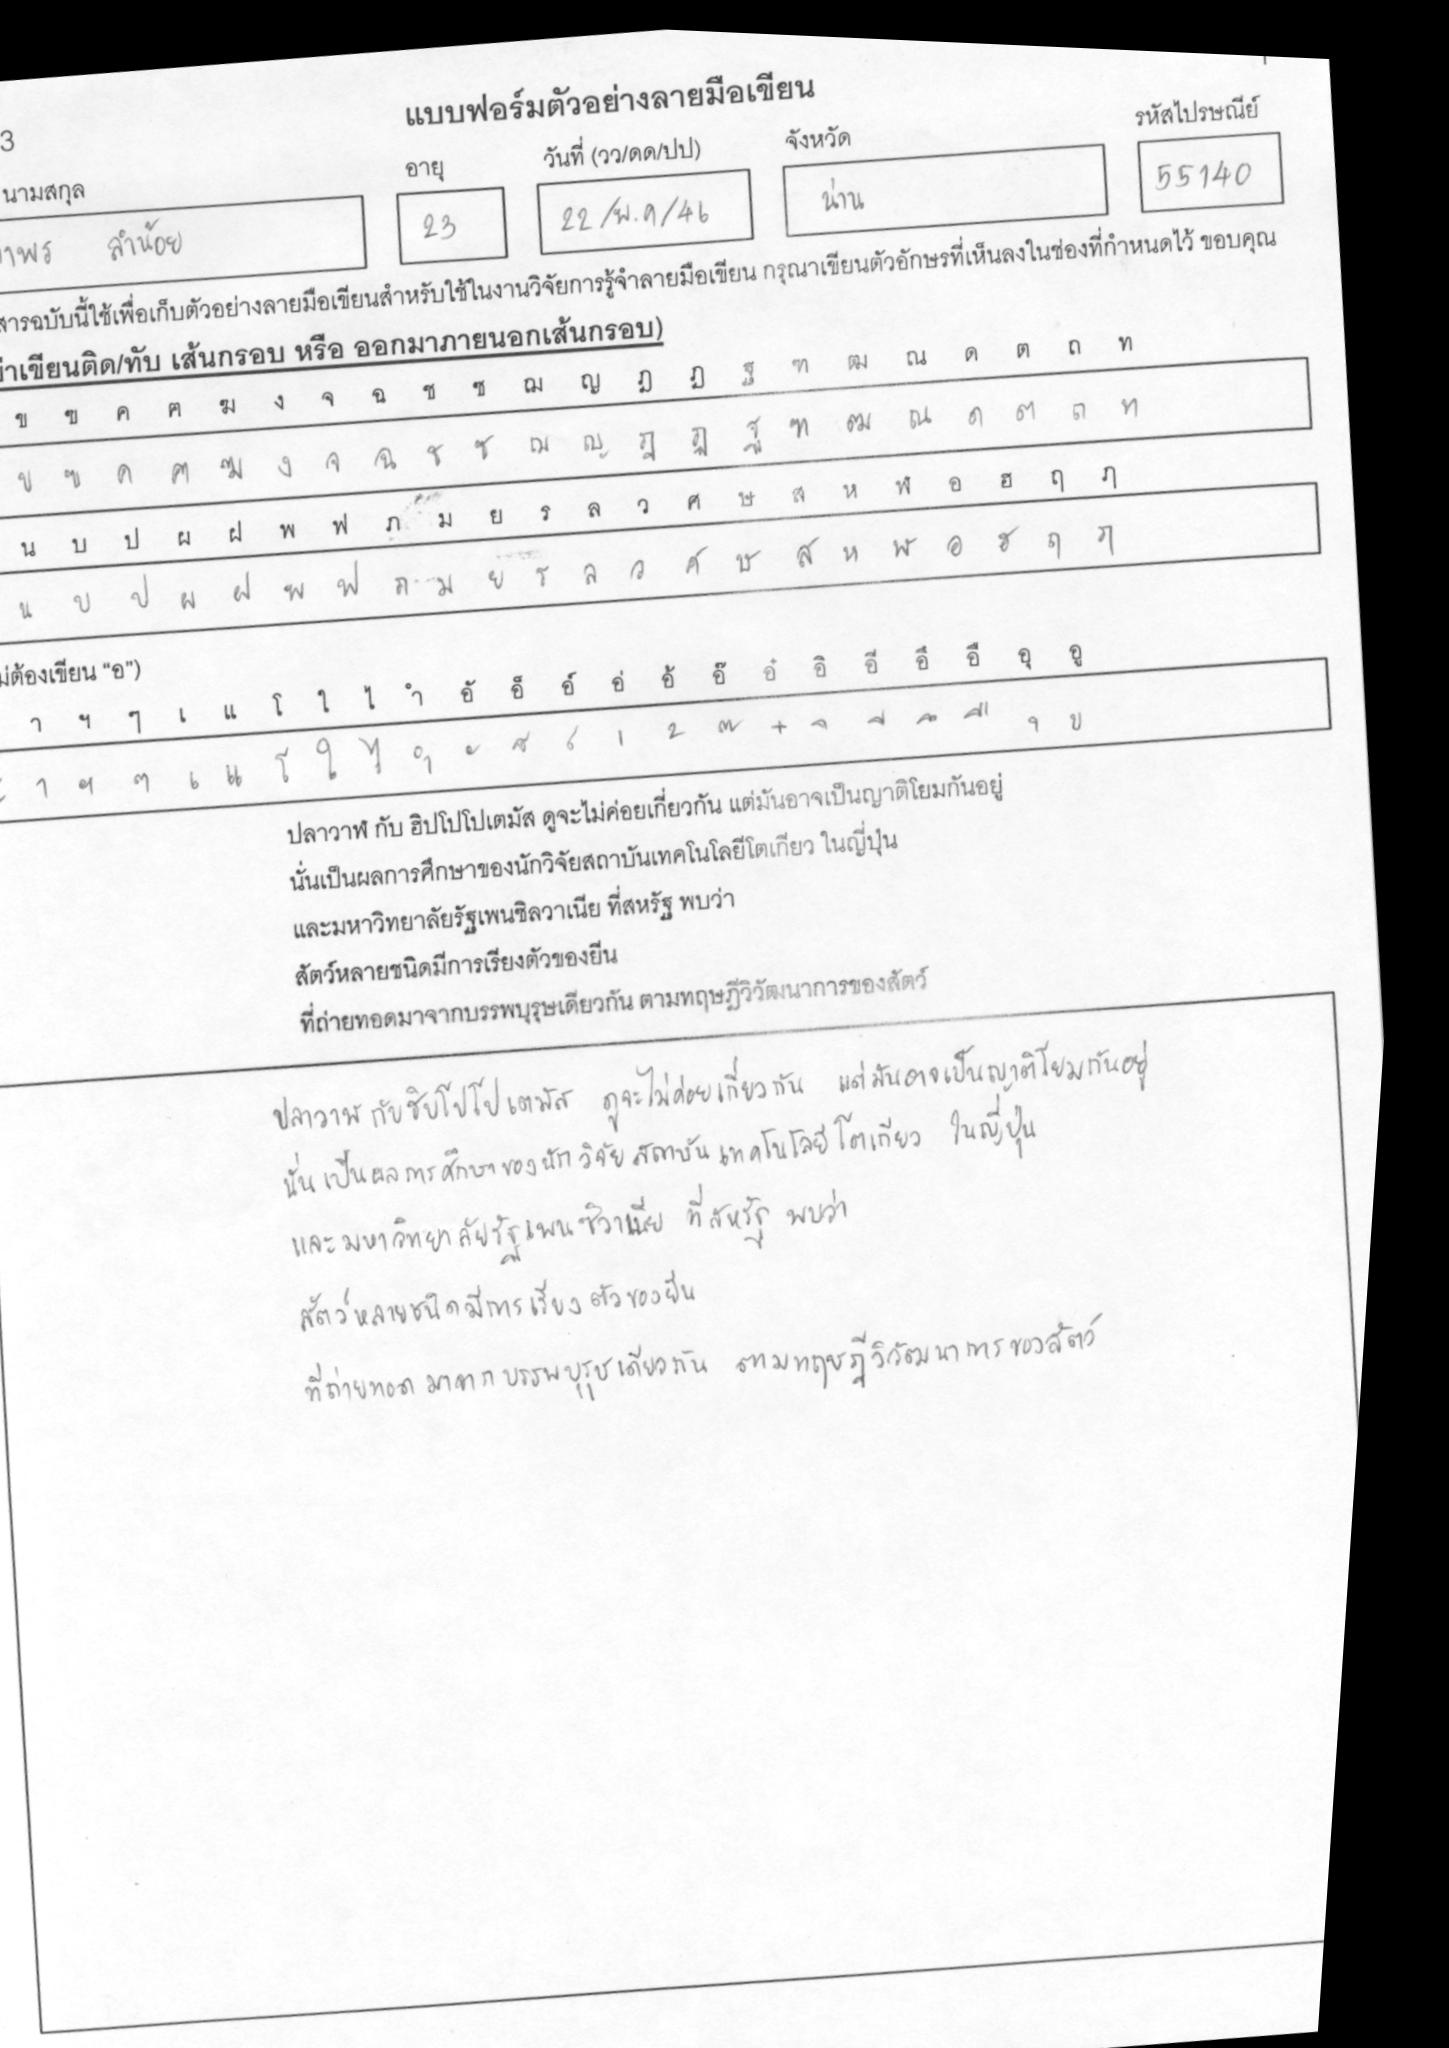 แบบฟอร์มตัวอย่างลายมือเขียน
3
นามสกุล อายุ วันที่ (วว/ดด/ปป) จังหวัด รหัสไปรษณีย์
าพร ลำน้อย 23 22/พ.ค/46 น่าน 55140
สารฉบับนี้ใช้เพื่อเก็บตัวอย่างลายมือเขียนสำหรับใช้ในงานวิจัยการรู้จำลายมือเขียน กรุณาเขียนตัวอักษรที่เห็นลงในช่องที่กำหนดไว้ ขอบคุณ
เขียนติด/ทับ เส้นกรอบ หรือ ออกมาภายนอกเส้นกรอบ)
ข ฃ ค ฅ ฆ ง จ ฉ ช ซ ฌ ญ ฎ ฏ ฐ ฑ ฒ ณ ด ต ถ ท
ข ฃ ค ฅ ฆ ง จ ฉ ช ซ ฌ ญ ฎ ฏ ฐ ฑ ฒ ณ ด ต ถ ท
น บ ป ผ ฝ พ ฟ ภ ม ย ร ล ว ศ ษ ส ห ฬ อ ฮ ฤ ฦ
น บ ป ผ ฝ พ ฟ ภ ม ย ร ล ว ศ ษ ส ห ฬ อ ฮ ฤ ฦ
ม่ต้องเขียน “อ”)
า ฯ ๆ เ แ โ ใ ไ ำ อั อ็ อ์ อ่ อ้ อ๊ อ๋ อิ อี อึ อื อุ อู
า ฯ ๆ เ แ โ ใ ไ ำ ั ็ ์ ่ ้ ๊ ๋ ิ ี ึ ื ุ ู
ปลาวาฬ กับ ฮิปโปโปเตมัส ดูจะไม่ค่อยเกี่ยวกัน แต่มันอาจเป็นญาติโยมกันอยู่
นั่นเป็นผลการศึกษาของนักวิจัยสถาบันเทคโนโลยีโตเกียว ในญี่ปุ่น
และมหาวิทยาลัยรัฐเพนซิลวาเนีย ที่สหรัฐ พบว่า
สัตว์หลายชนิดมีการเรียงตัวของยีน
ที่ถ่ายทอดมาจากบรรพบุรุษเดียวกัน ตามทฤษฎีวิวัฒนาการของสัตว์
ปลาวาฬ กับฮิปโปโปเตมัส ดูจะไม่ค่อยเกี่ยวกัน แต่มันอาจเป็นญาติโยมกันอยู่
นั่นเป็นผลการศึกษาของนักวิจัยสถาบันเทคโนโลยีโตเกียว ในญี่ปุ่น
และมหาวิทยาลัยรัฐเพนซิวาเนีย ที่สหรัฐ พบว่า
สัตว์หลายชนิดมีการเรียงตัวของยีน
ที่ถ่ายทอดมาจากบรรพบุรุษเดียวกัน ตามทฤษฎีวิวัฒนาการของสัตว์